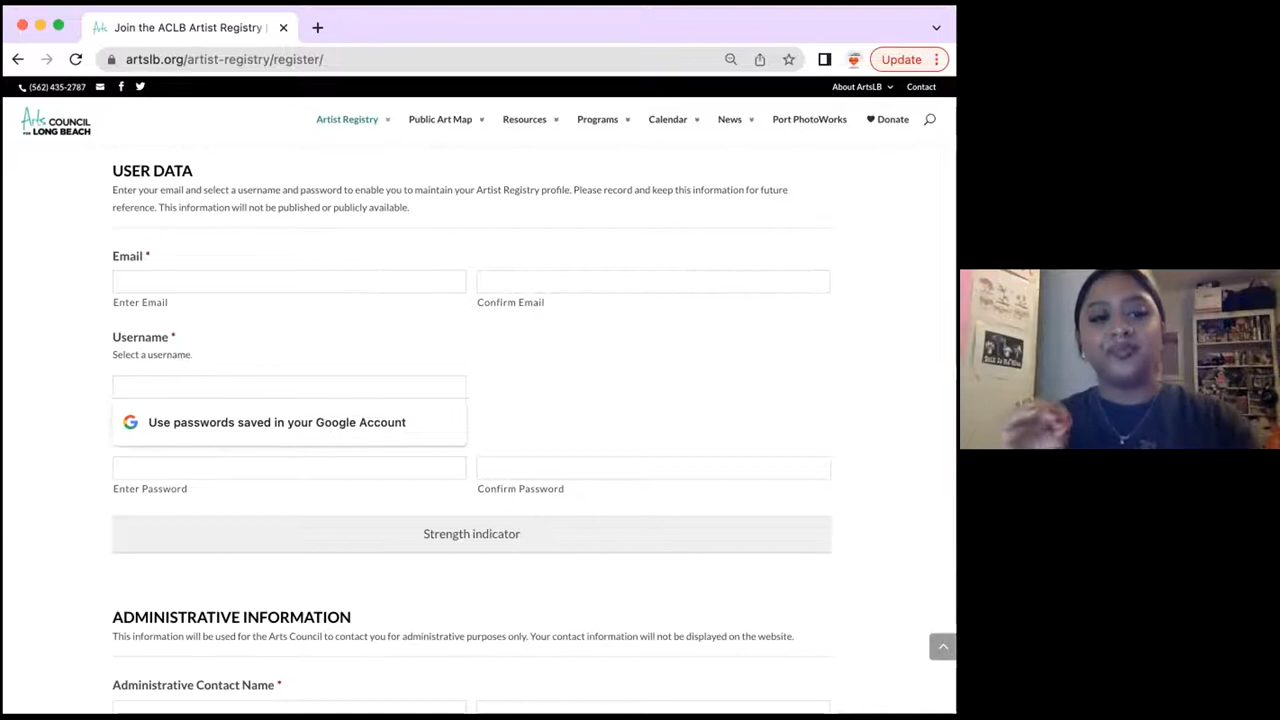 Join the ACLB Artist Registry |
artslb.org/artist-registry/register/
Update
(562) 435-2787
About ArtsLB
Contact
Arts COUNCIL
FOR LONG BEACH
Artist Registry
Public Art Map
Resources
Programs
Calendar
News
Port PhotoWorks
Donate
USER DATA
Enter your email and select a username and password to enable you to maintain your Artist Registry profile. Please record and keep this information for future
reference. This information will not be published or publicly available.
Email *
Enter Email
Confirm Email
Username *
Select a username.
Use passwords saved in your Google Account
Enter Password
Confirm Password
Strength indicator
ADMINISTRATIVE INFORMATION
This information will be used for the Arts Council to contact you for administrative purposes only. Your contact information will not be displayed on the website.
Administrative Contact Name *